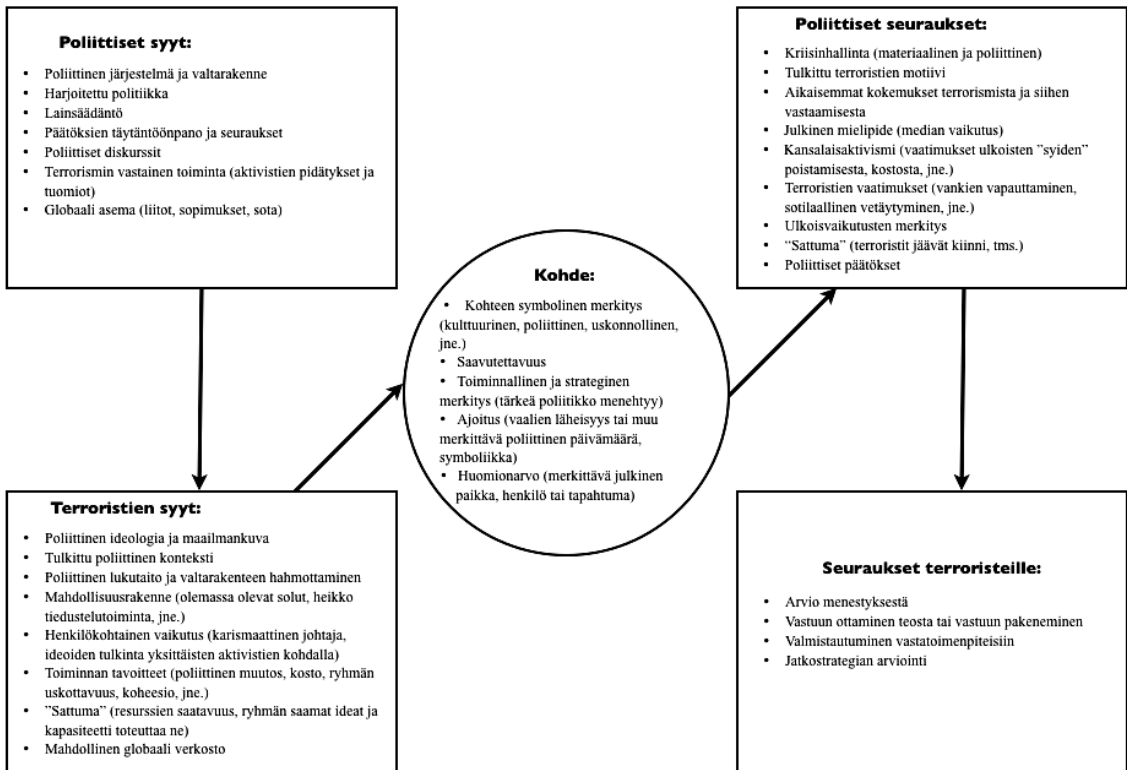 Poliittiset syyt:
• Poliittinen järjestelmä ja valtarakenne
• Harjoitettu politiikka
• Lainsäädäntö
• Päätöksien täytäntöönpano ja seuraukset
• Poliittiset diskurssit
• Terrorismin vastainen toiminta (aktivistien pidätykset ja
tuomiot)
• Globaali asema (liitot, sopimukset, sota)
Terroristien syyt:
• Poliittinen ideologia ja maailmankuva
• Tulkittu poliittinen konteksti
• Poliittinen lukutaito ja valtarakenteen hahmottaminen
• Mahdollisuusrakenne (olemassa olevat solut, heikko
tiedustelutoiminta, jne.)
• Henkilökohtainen vaikutus (karismaattinen johtaja,
ideoiden tulkinta yksittäisten aktivistien kohdalla)
• Toiminnan tavoitteet (poliittinen muutos, kosto, ryhmän
uskottavuus, koheesio, jne.)
• ”Sattuma” (resurssien saatavuus, ryhmän saamat ideat ja
kapasiteetti toteuttaa ne)
• Mahdollinen globaali verkosto
Kohde:
• Kohteen symbolinen merkitys
(kulttuurinen, poliittinen, uskonnollinen,
jne.)
• Saavutettavuus
• Toiminnallinen ja strateginen
merkitys (tärkeä poliitikko menehtyy)
• Ajoitus (vaalien läheisyys tai muu
merkittävä poliittinen päivämäärä,
symboliikka)
• Huomionarvo (merkittävä julkinen
paikka, henkilö tai tapahtuma)
Poliittiset seuraukset:
• Kriisinhallinta (materiaalinen ja poliittinen)
• Tulkittu terroristien motiivi
• Aikaisemmat kokemukset terrorismista ja siihen
vastaamisesta
• Julkinen mielipide (median vaikutus)
• Kansalaisaktivismi (vaatimukset ulkoisten ”syiden”
poistamisesta, kostosta, jne.)
• Terroristien vaatimukset (vankien vapauttaminen,
sotilaallinen vetäytyminen, jne.)
• Ulkoisvaikutusten merkitys
• “Sattuma” (terroristit jäävät kiinni, tms.)
• Poliittiset päätökset
Seuraukset terroristeille:
• Arvio menestyksestä
• Vastuun ottaminen teosta tai vastuun pakeneminen
• Valmistautuminen vastatoimenpiteisiin
• Jatkostrategian arviointi